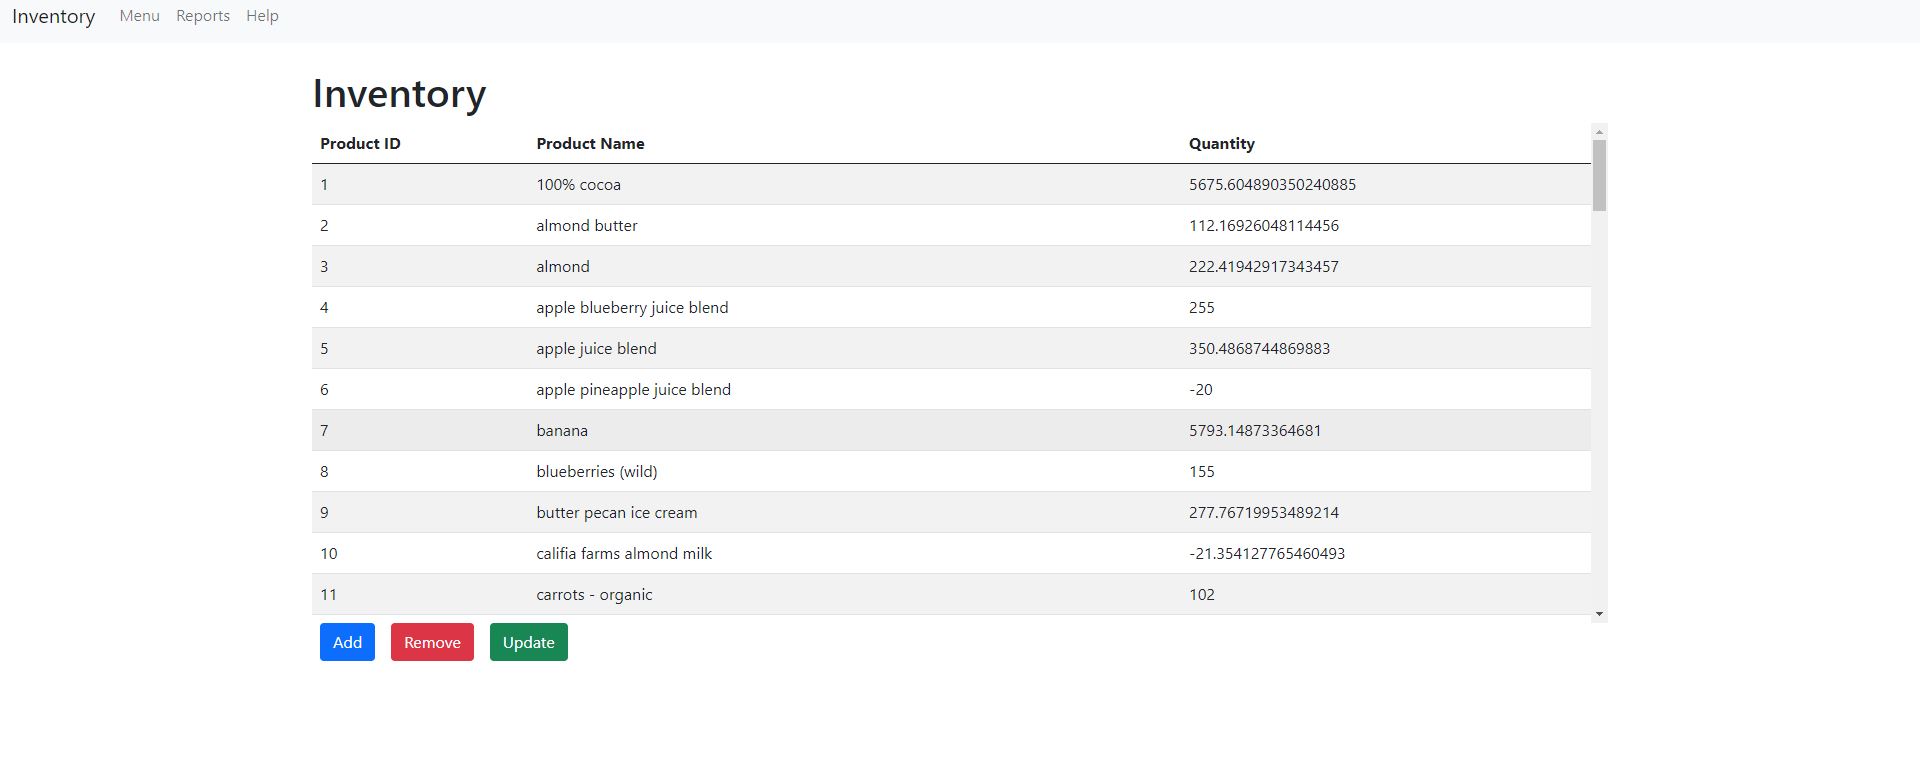 Inventory Menu Reports Help
Inventory
Product ID Product Name Quantity
1 100% cocoa 5675.604890350240885
2 almond butter 112.16926048114456
3 almond 222.41942917343457
4 apple blueberry juice blend 255
5 apple juice blend 350.4868744869883
6 apple pineapple juice blend -20
7 banana 5793.14873364681
8 blueberries (wild) 155
9 butter pecan ice cream 277.76719953489214
10 califia farms almond milk -21.354127765460493
11 carrots - organic 102
Add Remove Update